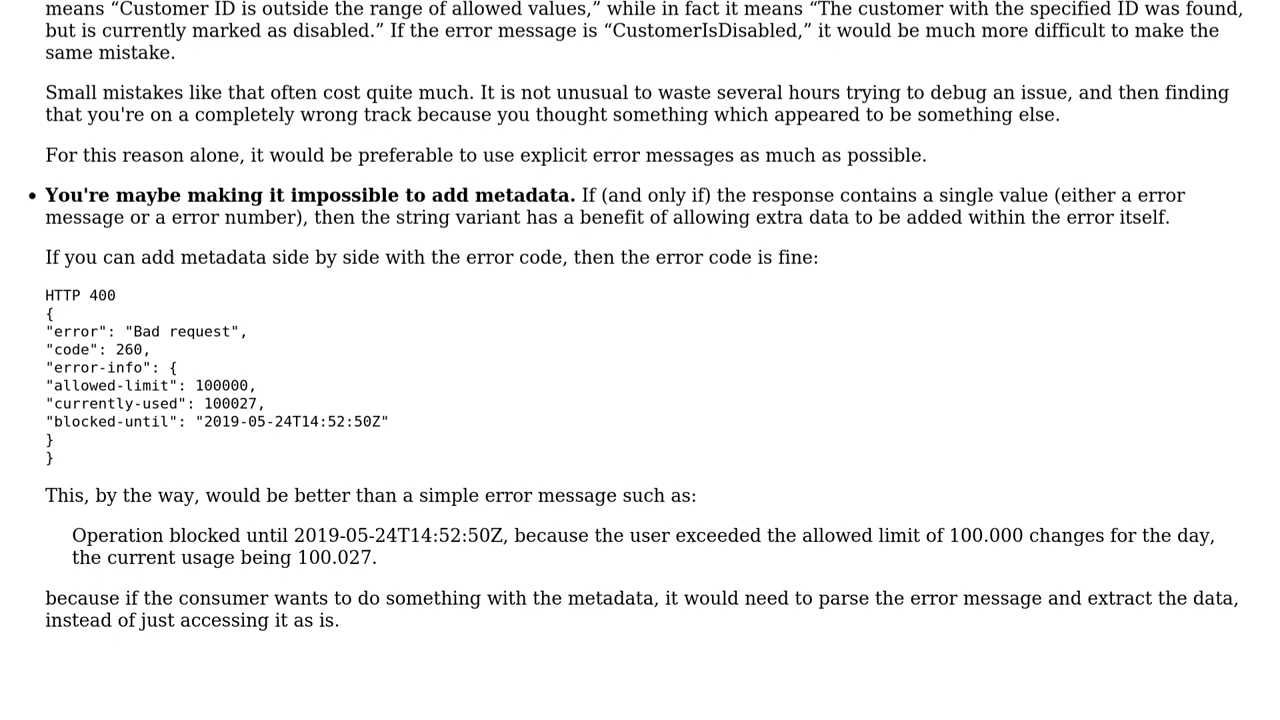 means “Customer ID is outside the range of allowed values,” while in fact it means “The customer with the specified ID was found,
but is currently marked as disabled.” If the error message is “CustomerIsDisabled,” it would be much more difficult to make the
same mistake.
Small mistakes like that often cost quite much. It is not unusual to waste several hours trying to debug an issue, and then finding
that you're on a completely wrong track because you thought something which appeared to be something else.
For this reason alone, it would be preferable to use explicit error messages as much as possible.
• You're maybe making it impossible to add metadata. If (and only if) the response contains a single value (either a error
message or a error number), then the string variant has a benefit of allowing extra data to be added within the error itself.
If you can add metadata side by side with the error code, then the error code is fine:
HTTP 400
{
"error": "Bad request",
"code": 260,
"error-info": {
"allowed-limit": 100000,
"currently-used": 100027,
"blocked-until": "2019-05-24T14:52:50Z"
}
}
This, by the way, would be better than a simple error message such as:
Operation blocked until 2019-05-24T14:52:50Z, because the user exceeded the allowed limit of 100.000 changes for the day,
the current usage being 100.027.
because if the consumer wants to do something with the metadata, it would need to parse the error message and extract the data,
instead of just accessing it as is.